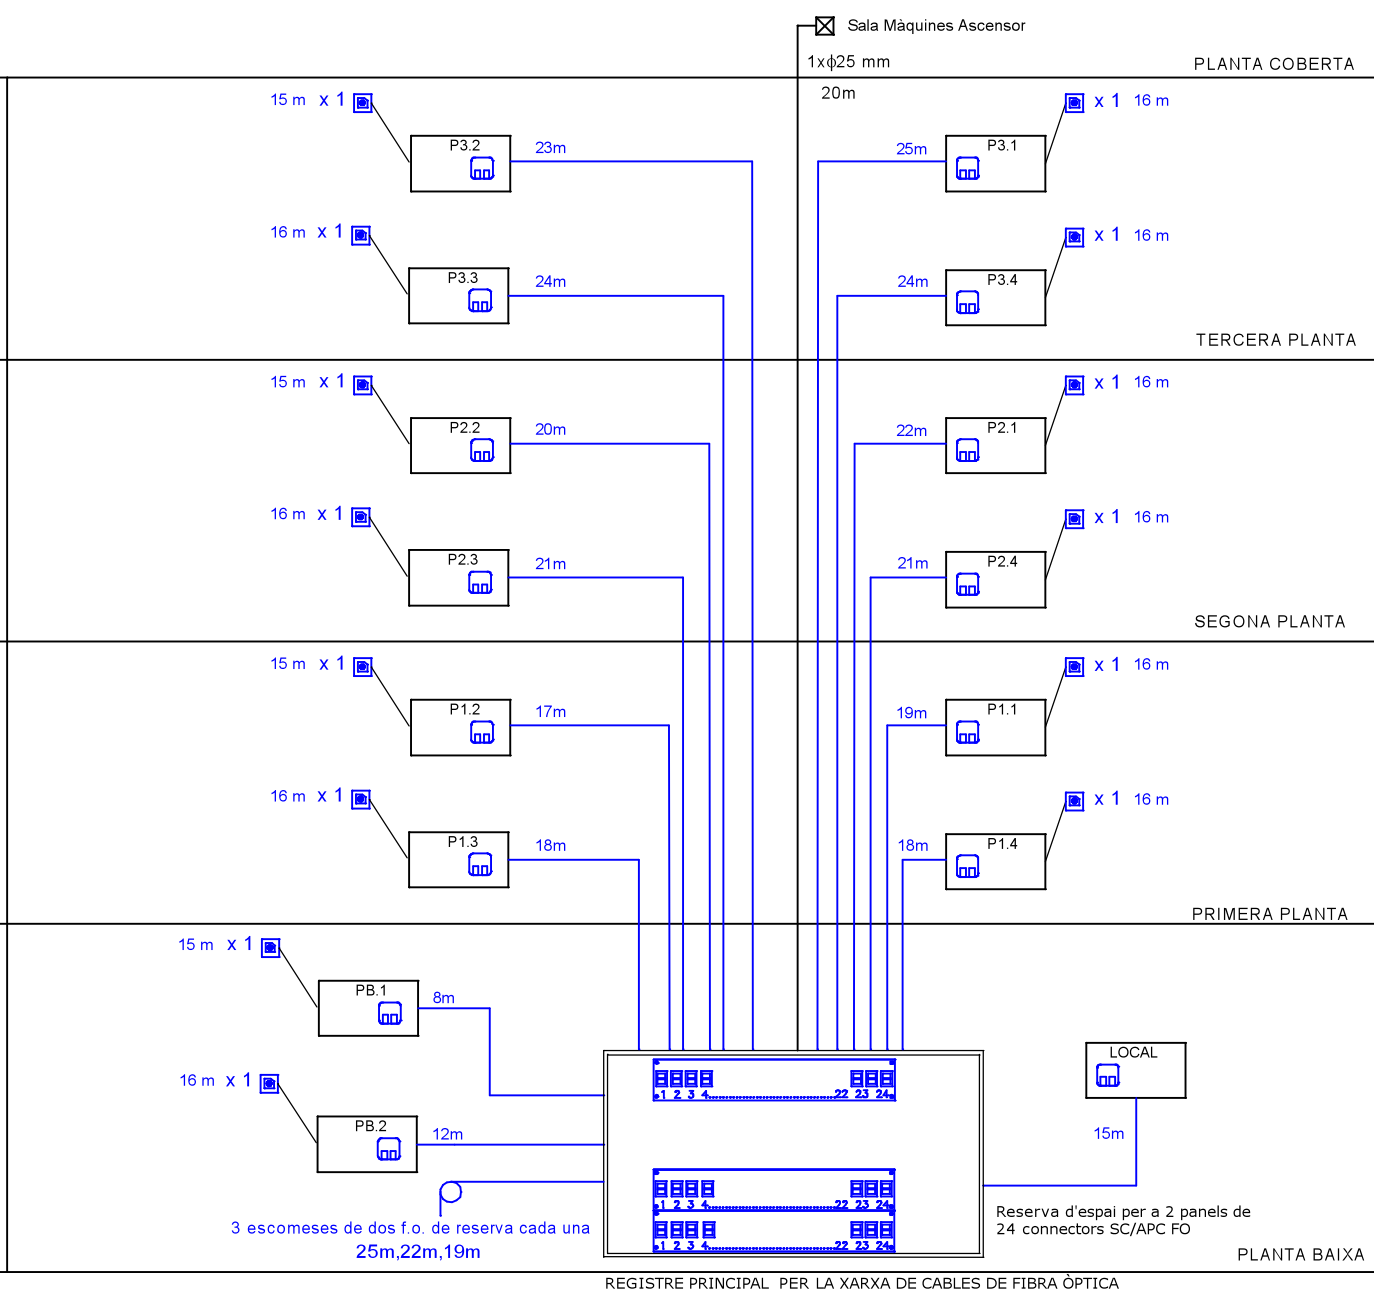 Sala Màquines Ascensor
1xϕ25 mm
PLANTA COBERTA
20m
15 m x 1
P3.2
23m
25m
P3.1
x 1 16 m
16 m x 1
P3.3
24m
24m
P3.4
x 1 16 m
TERCERA PLANTA
15 m x 1
P2.2
20m
22m
P2.1
x 1 16 m
16 m x 1
P2.3
21m
21m
P2.4
x 1 16 m
SEGONA PLANTA
15 m x 1
P1.2
17m
19m
P1.1
x 1 16 m
16 m x 1
P1.3
18m
18m
P1.4
x 1 16 m
PRIMERA PLANTA
15 m x 1
PB.1
8m
16 m x 1
PB.2
12m
1 2 3 4 22 23 24
LOCAL
15m
1 2 3 4 22 23 24
1 2 3 4 22 23 24
3 escomeses de dos f.o. de reserva cada una
25m,22m,19m
Reserva d'espai per a 2 panels de
24 connectors SC/APC FO
PLANTA BAIXA
REGISTRE PRINCIPAL PER LA XARXA DE CABLES DE FIBRA ÒPTICA